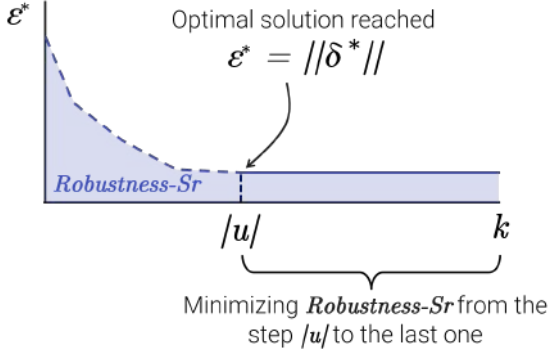 ε*
Optimal solution reached
ε* = ||δ*||
Robustness-Sr
|u|
k
Minimizing Robustness-Sr from the
step |u| to the last one